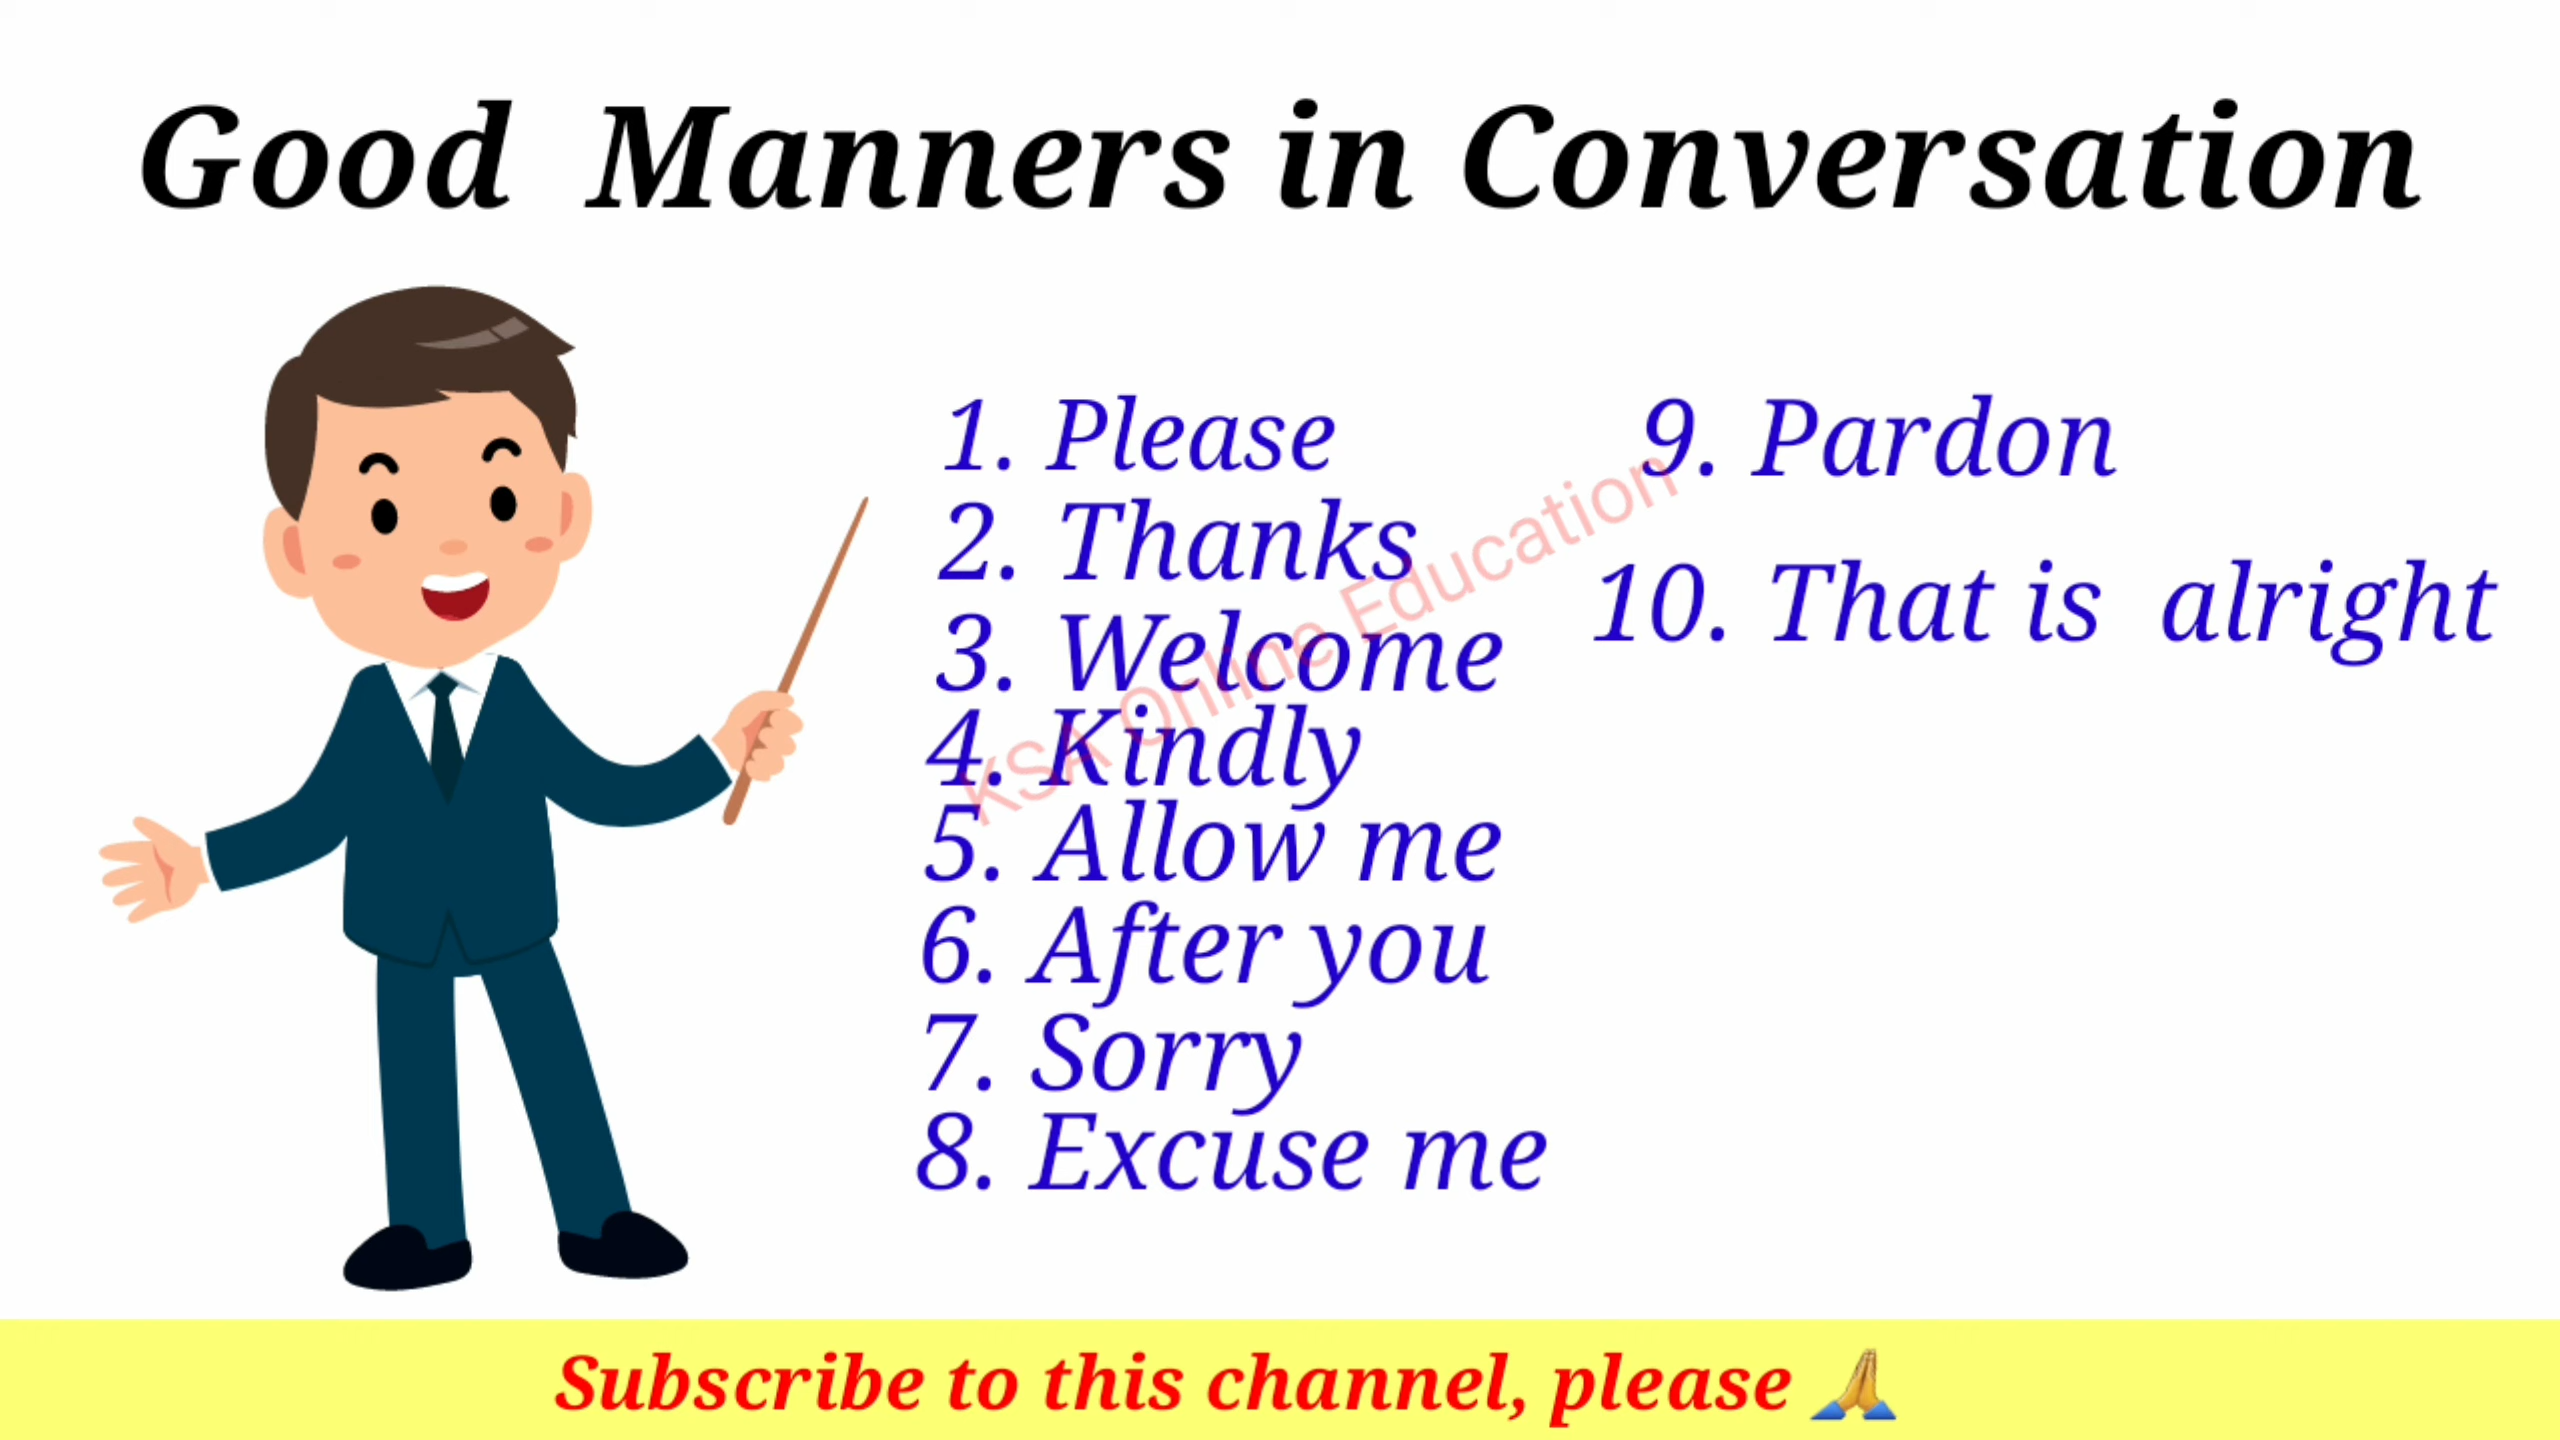 Good Manners in Conversation
1. Please
2. Thanks
3. Welcome
4. Kindly
5. Allow me
6. After you
7. Sorry
8. Excuse me
9. Pardon
10. That is alright
KSA Online Education
Subscribe to this channel, please 🙏